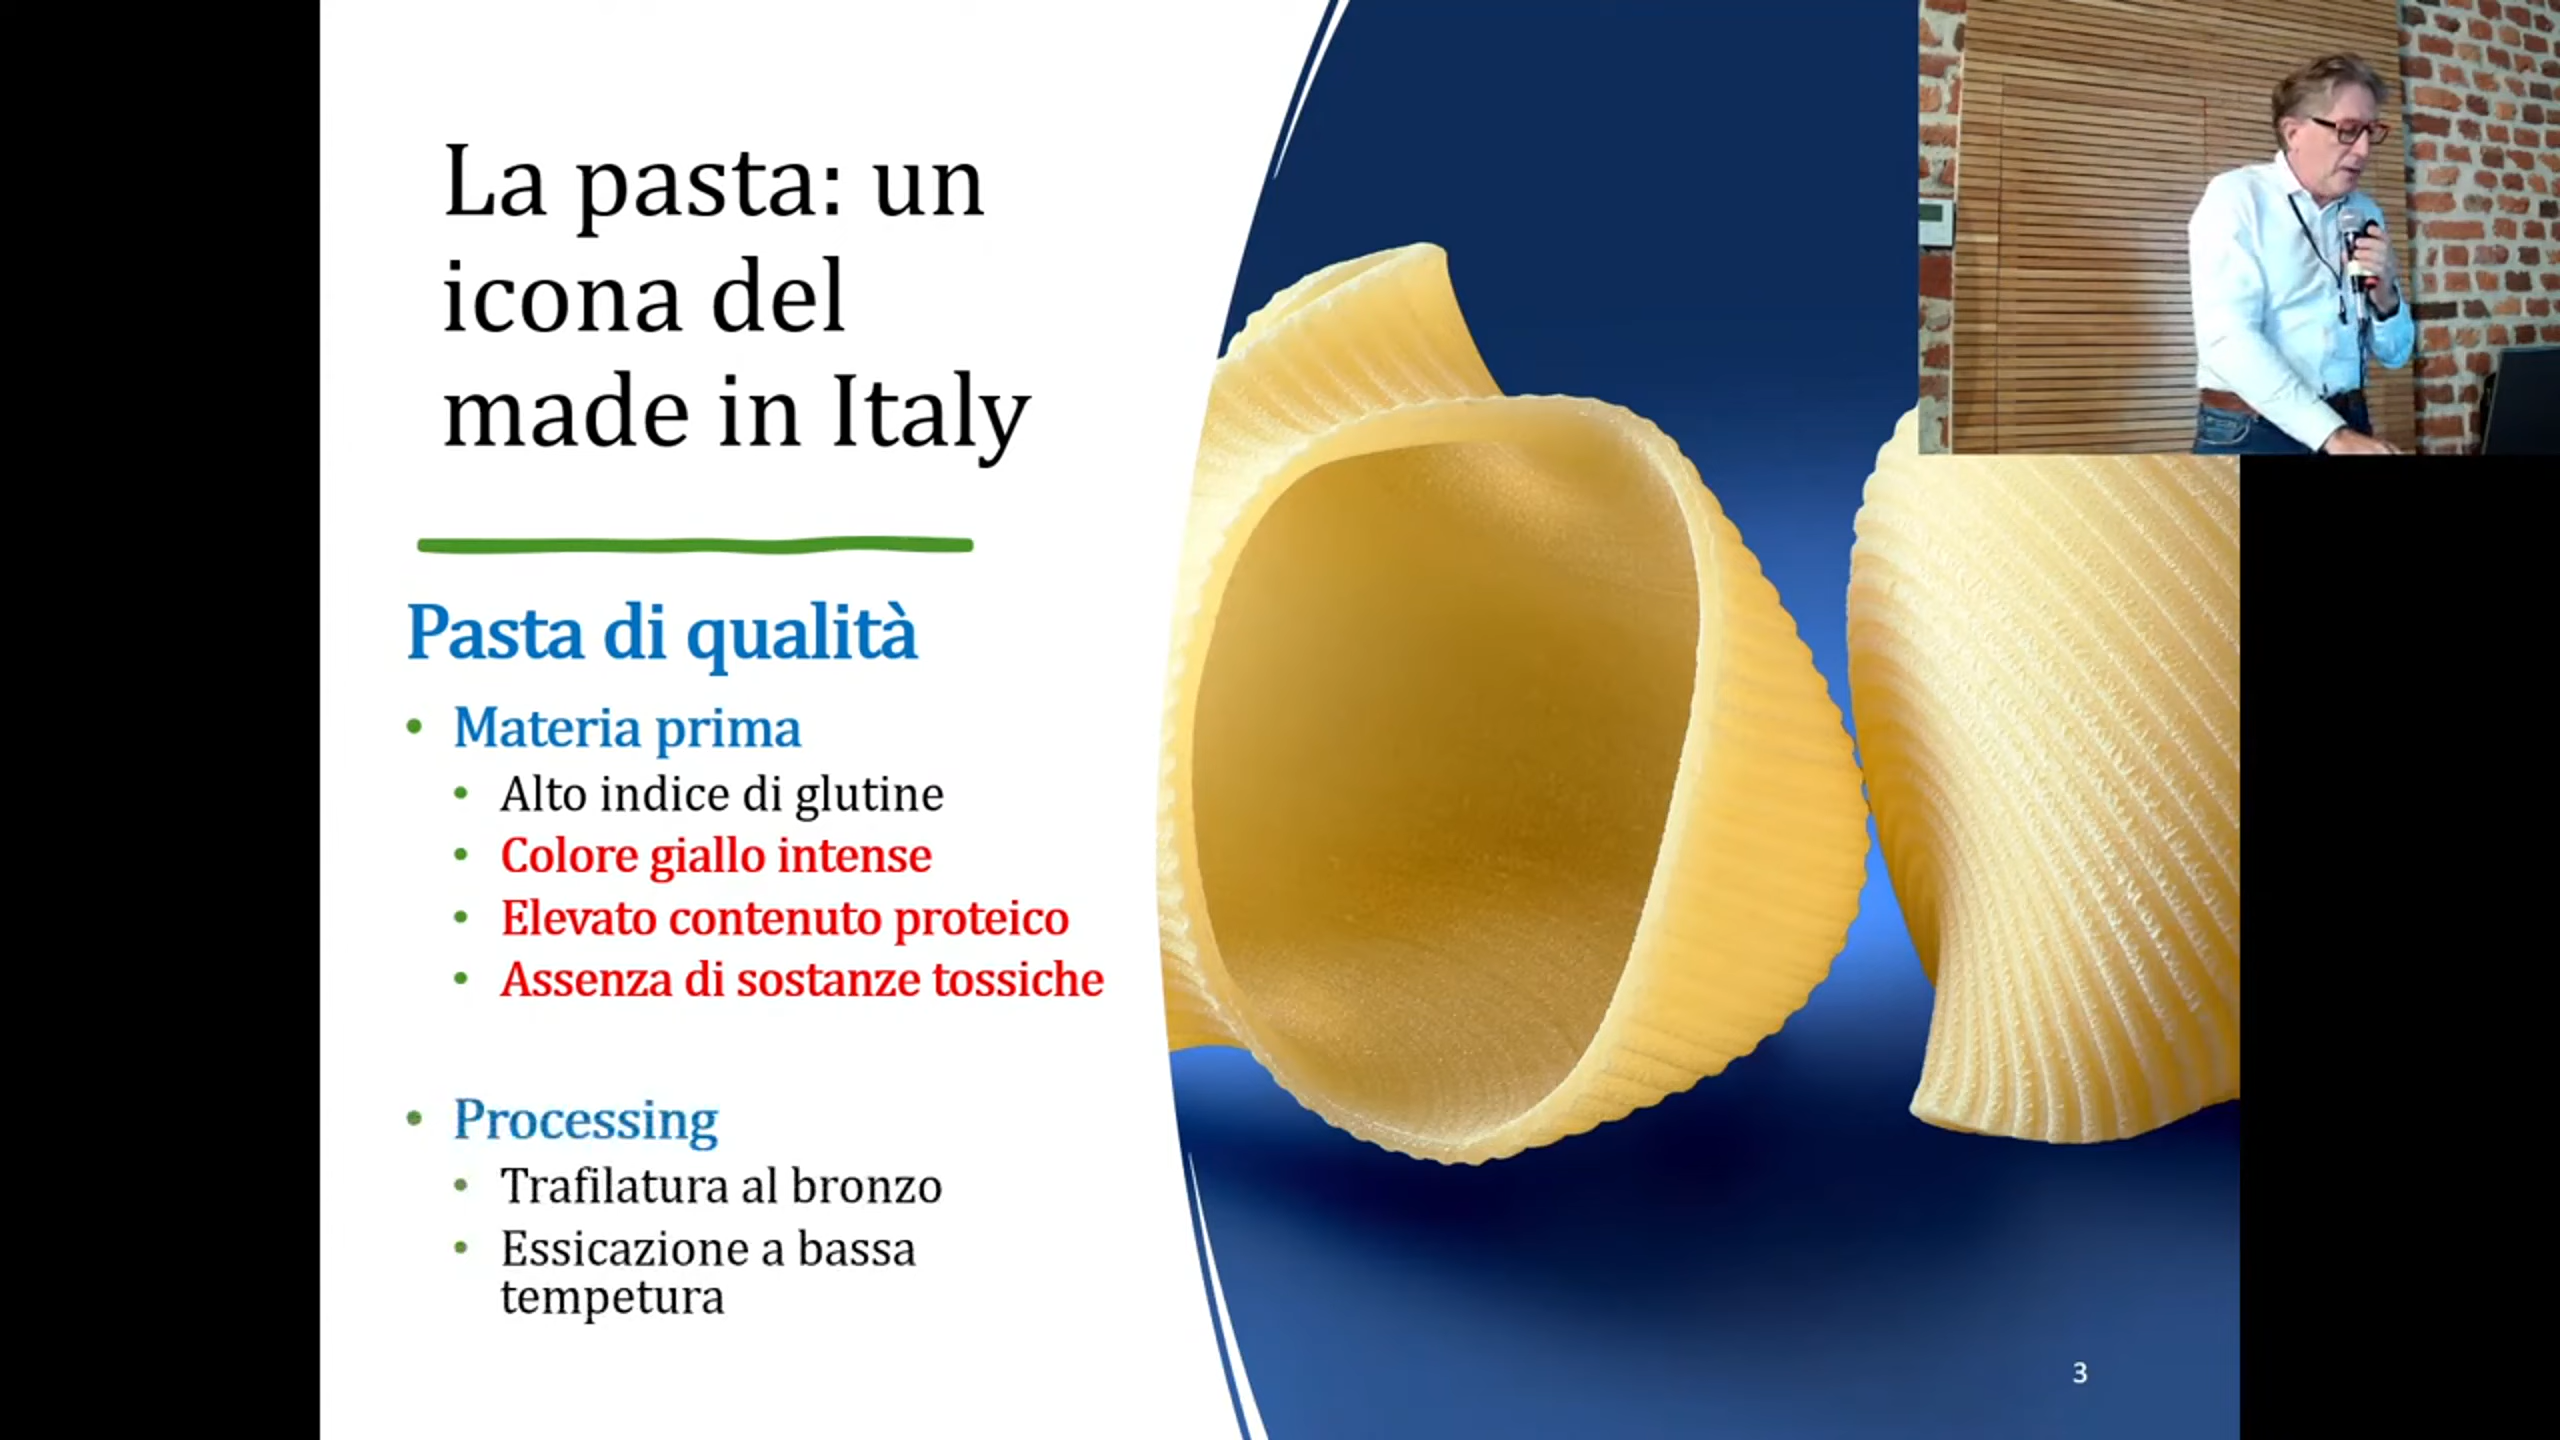 La pasta: un
icona del
made in Italy
Pasta di qualità
• Materia prima
• Alto indice di glutine
• Colore giallo intense
• Elevato contenuto proteico
• Assenza di sostanze tossiche
• Processing
• Trafilatura al bronzo
• Essicazione a bassa
tempetura
3